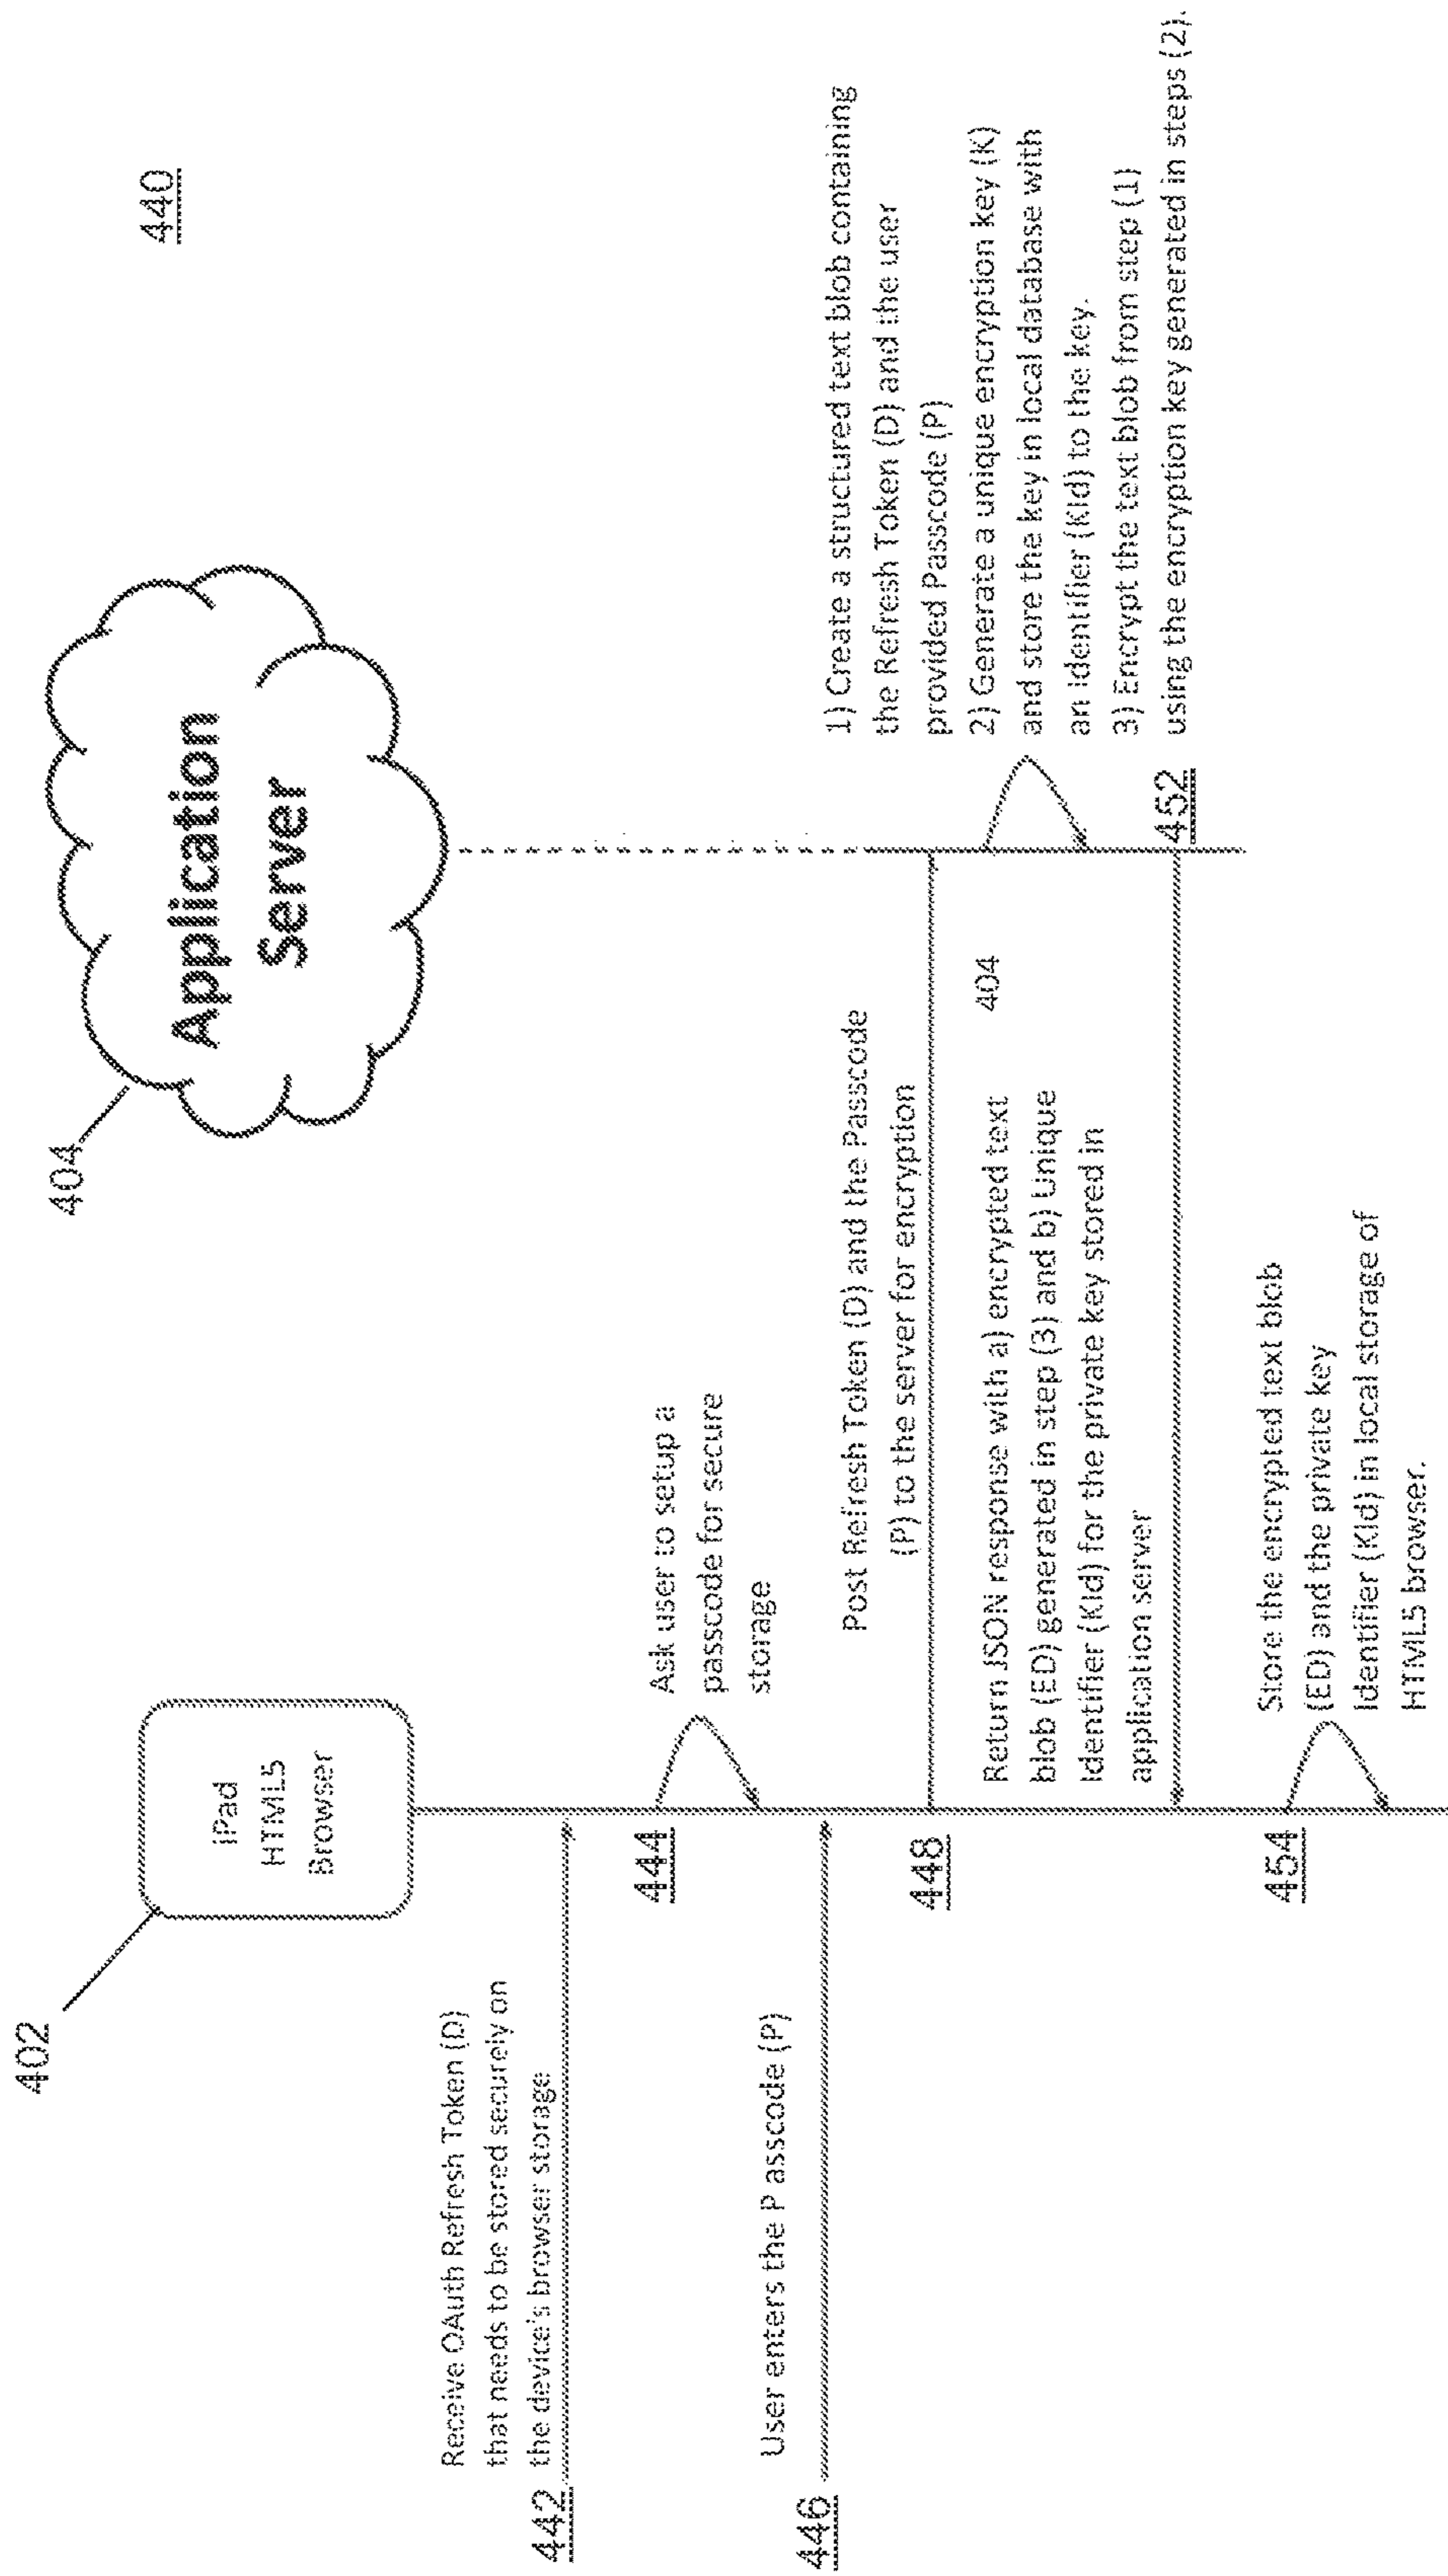 440
402
iPad
HTML5
Browser
404
Application
Server
Receive OAuth Refresh Token (D)
that needs to be stored securely on
the device's browser storage
442
444
Ask user to setup a
passcode for secure
storage
User enters the P asscode (P)
446
448
Post Refresh Token (D) and the Passcode
(P) to the server for encryption
1) Create a structured text blob containing
the Refresh Token (D) and the user
provided Passcode (P)
2) Generate a unique encryption key (K)
and store the key in local database with
an Identifier (KId) to the key.
3) Encrypt the text blob from step (1)
using the encryption key generated in steps (2).
452
404
Return JSON response with a) encrypted text
blob (ED) generated in step (3) and b) Unique
Identifier (KId) for the private key stored in
application server
454
Store the encrypted text blob
(ED) and the private key
Identifier (KId) in local storage of
HTML5 browser.